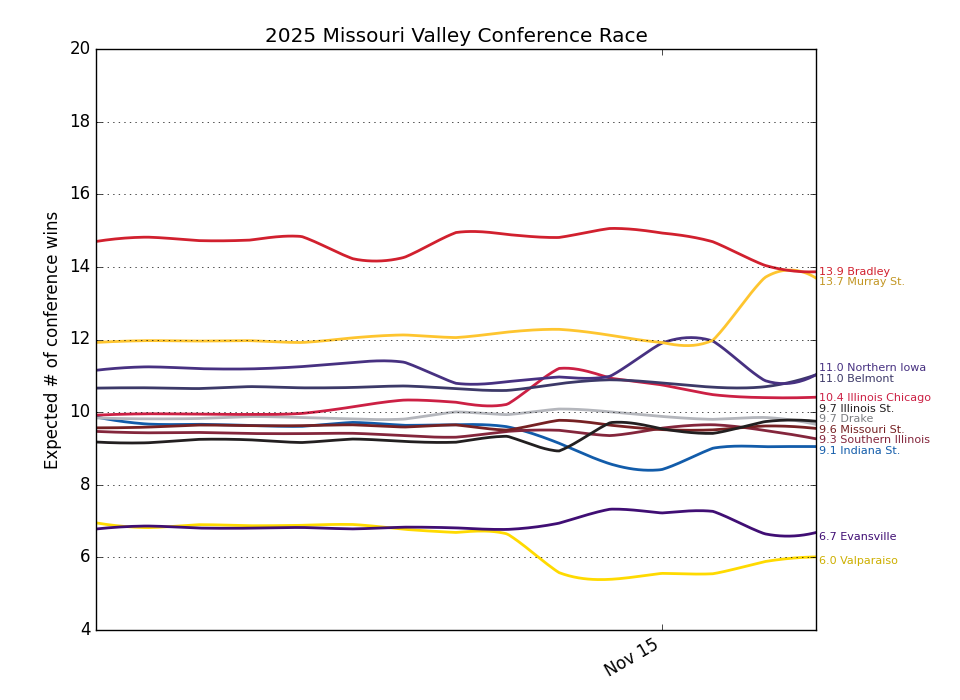 2025 Missouri Valley Conference Race
Expected # of conference wins
20
18
16
14
12
10
8
6
4
Nov 15
13.9 Bradley
13.7 Murray St.
11.0 Northern Iowa
11.0 Belmont
10.4 Illinois Chicago
9.7 Illinois St.
9.7 Drake
9.6 Missouri St.
9.3 Southern Illinois
9.1 Indiana St.
6.7 Evansville
6.0 Valparaiso